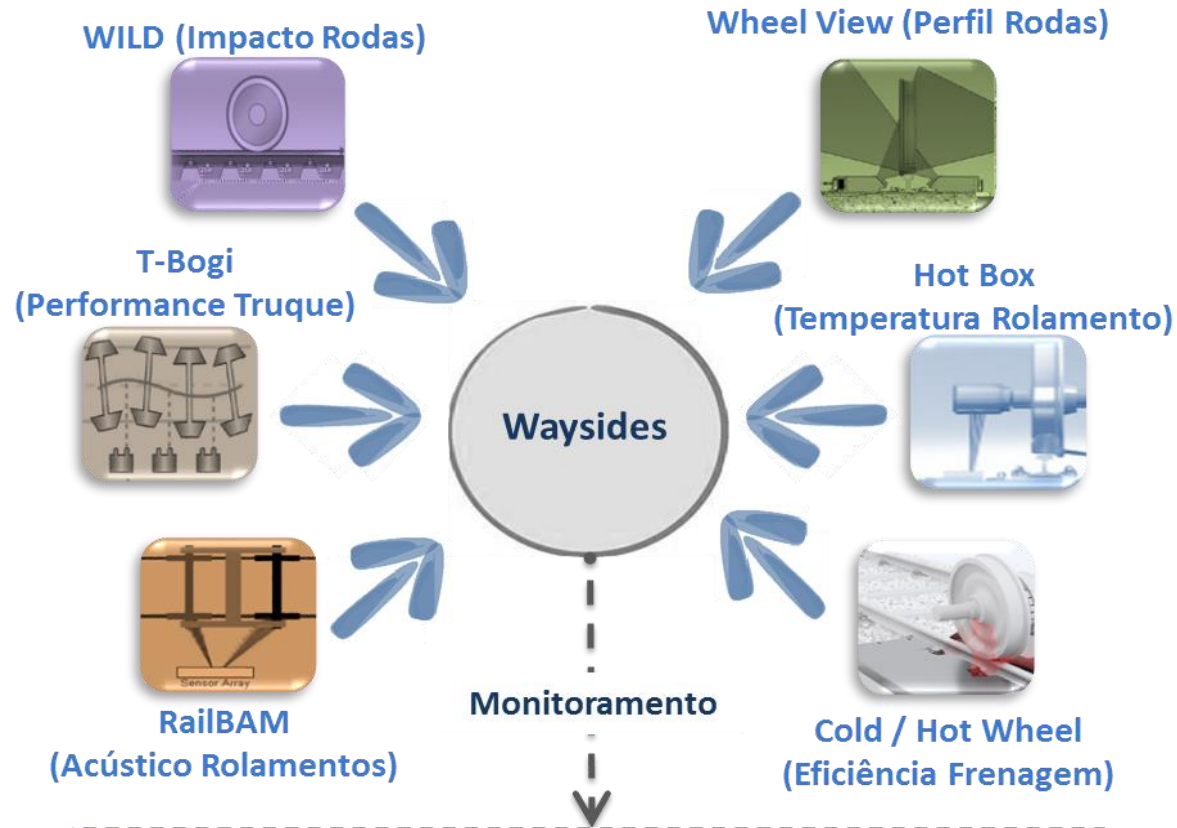 WILD (Impacto Rodas)
Wheel View (Perfil Rodas)
T-Bogi
(Performance Truque)
Hot Box
(Temperatura Rolamento)
Waysides
Sensor Array
RailBAM
(Acústico Rolamentos)
Monitoramento
Cold / Hot Wheel
(Eficiência Frenagem)